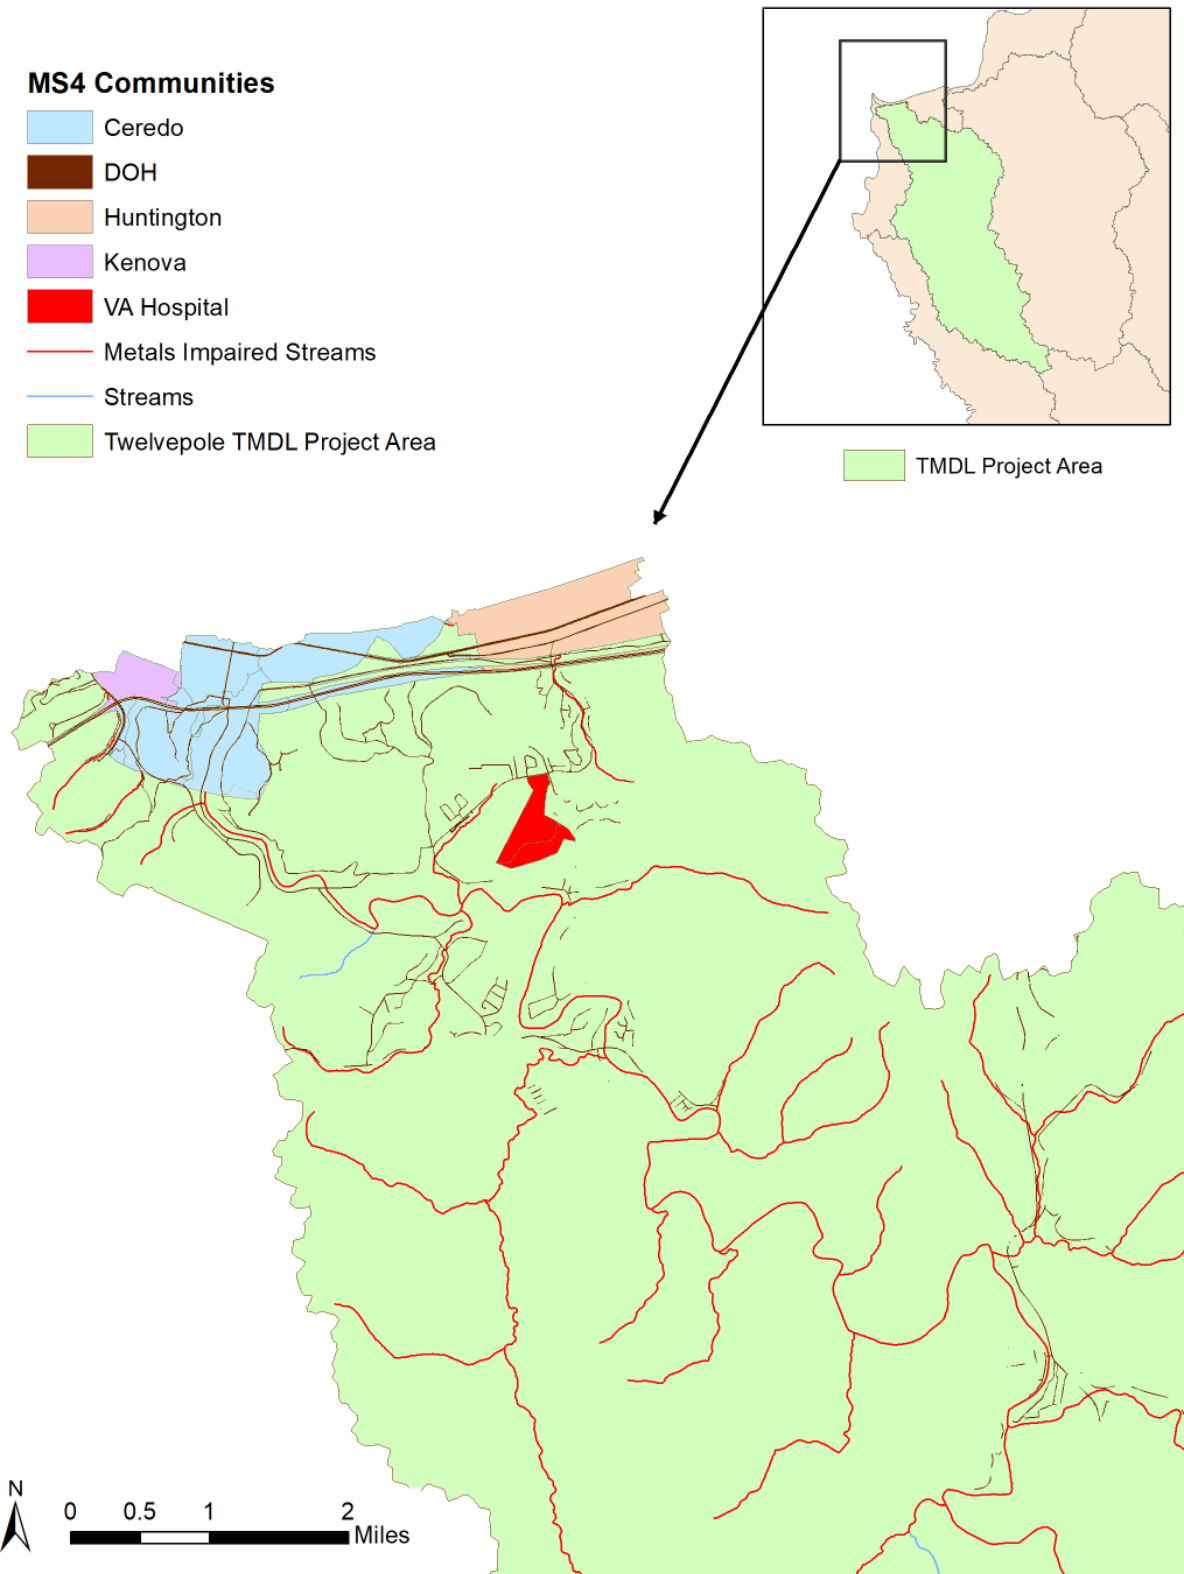 MS4 Communities
Ceredo
DOH
Huntington
Kenova
VA Hospital
Metals Impaired Streams
Streams
Twelvepole TMDL Project Area
TMDL Project Area
N
0 0.5 1 2
Miles